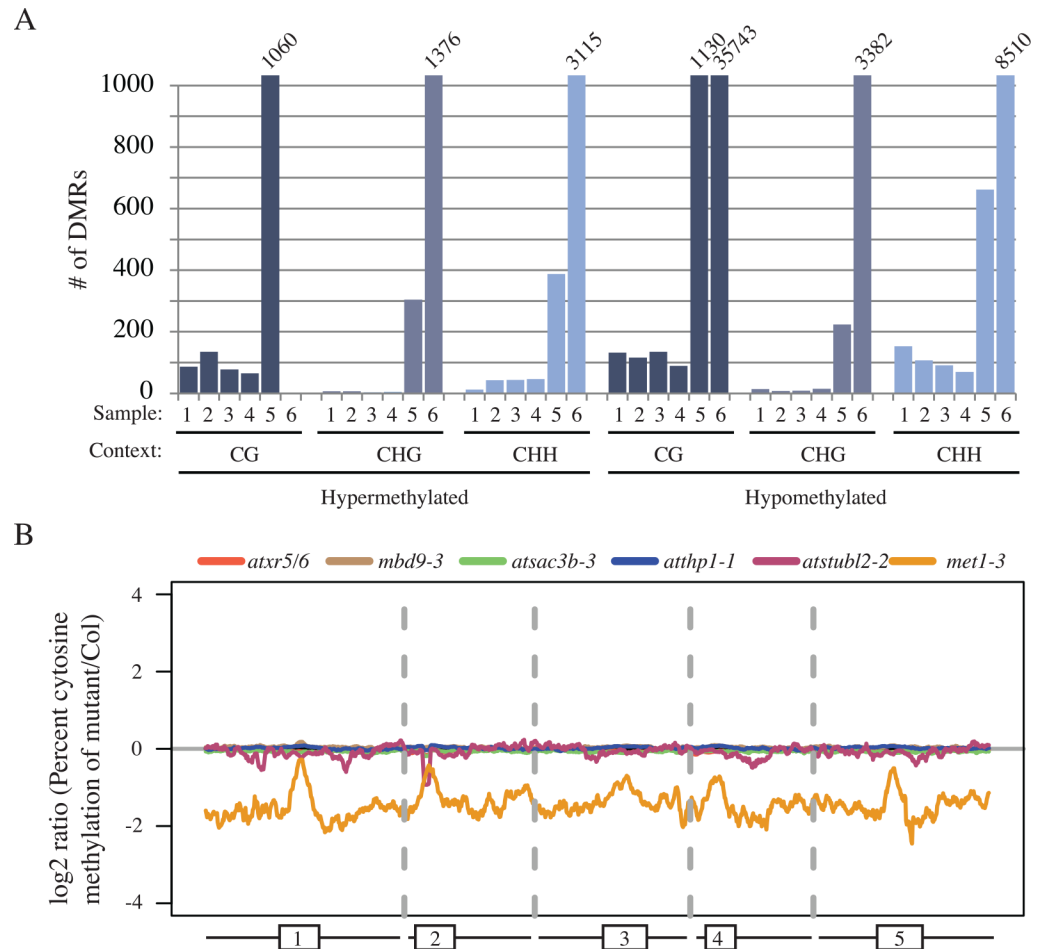 A
1060 1376 3115 1130 35743 3382 8510
1000
800
600
400
200
0
# of DMRs
Sample: 1 2 3 4 5 6 1 2 3 4 5 6 1 2 3 4 5 6 1 2 3 4 5 6 1 2 3 4 5 6 1 2 3 4 5 6
Context: CG CHG CHH CG CHG CHH
Hypermethylated Hypomethylated
B
atxr5/6 mbd9-3 atsac3b-3 atthp1-1 atstubl2-2 met1-3
log2 ratio (Percent cytosine
methylation of mutant/Col)
4
2
0
-2
-4
1 2 3 4 5